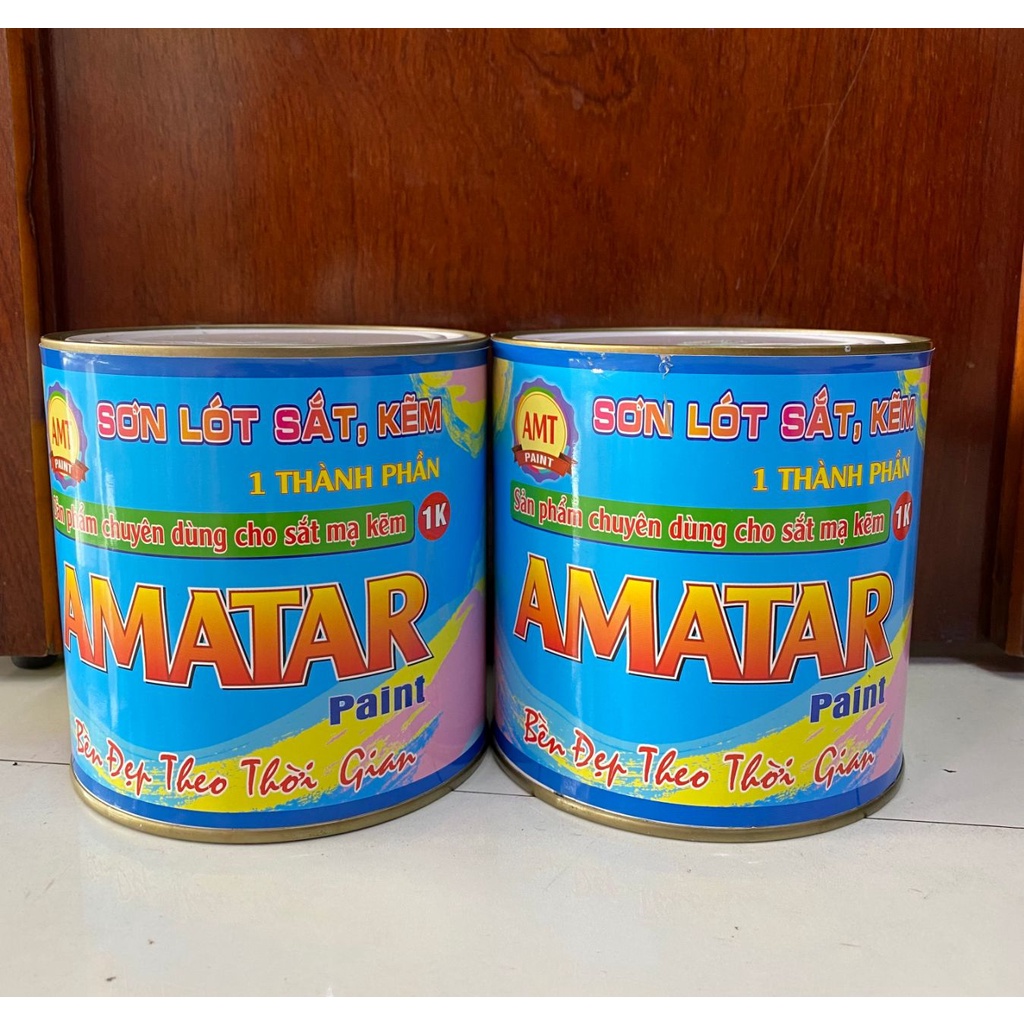 AMT
PAINT
SƠN LÓT SẮT, KẼM
1 THÀNH PHẦN
phẩm chuyên dùng cho sắt mạ kẽm 1K
AMATAR
Paint
Bền Đẹp Theo Thời Gian
AMT
PAINT
SƠN LÓT SẮT, KẼM
1 THÀNH PHẦN
Sản phẩm chuyên dùng cho sắt mạ kẽm 1K
AMATAR
Paint
Bền Đẹp Theo Thời Gian